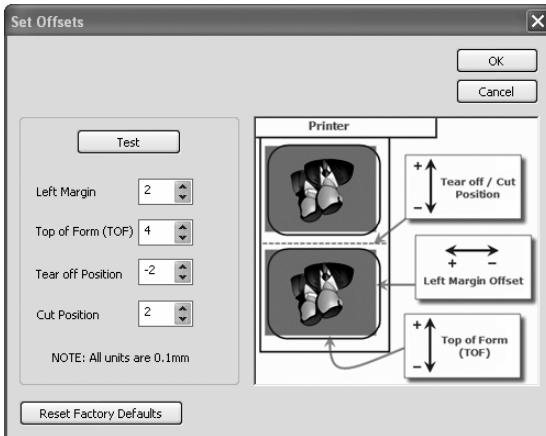 Set Offsets
OK
Cancel
Test
Left Margin 2
Top of Form (TOF) 4
Tear off Position -2
Cut Position 2
NOTE: All units are 0.1mm
Reset Factory Defaults
Printer
+
−
Tear off / Cut
Position
+ −
Left Margin Offset
+
−
Top of Form
(TOF)